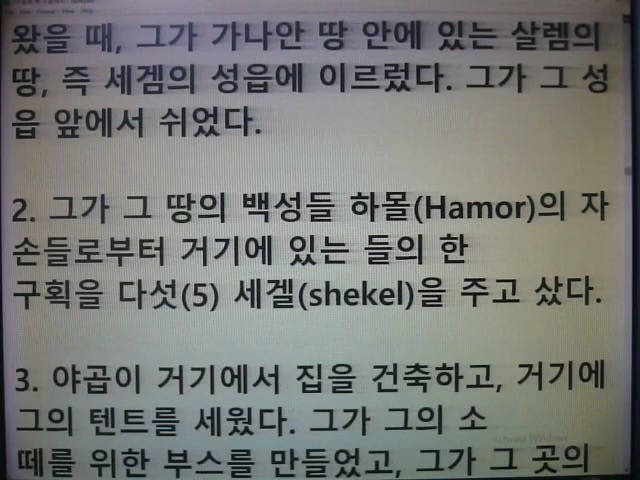 왔을 때, 그가 가나안 땅 안에 있는 살렘의
땅, 즉 세겜의 성읍에 이르렀다. 그가 그 성
읍 앞에서 쉬었다.
2. 그가 그 땅의 백성들 하몰(Hamor)의 자
손들로부터 거기에 있는 들의 한
구획을 다섯(5) 세겔(shekel)을 주고 샀다.
3. 야곱이 거기에서 집을 건축하고, 거기에
그의 텐트를 세웠다. 그가 그의 소
떼를 위한 부스를 만들었고, 그가 그 곳의